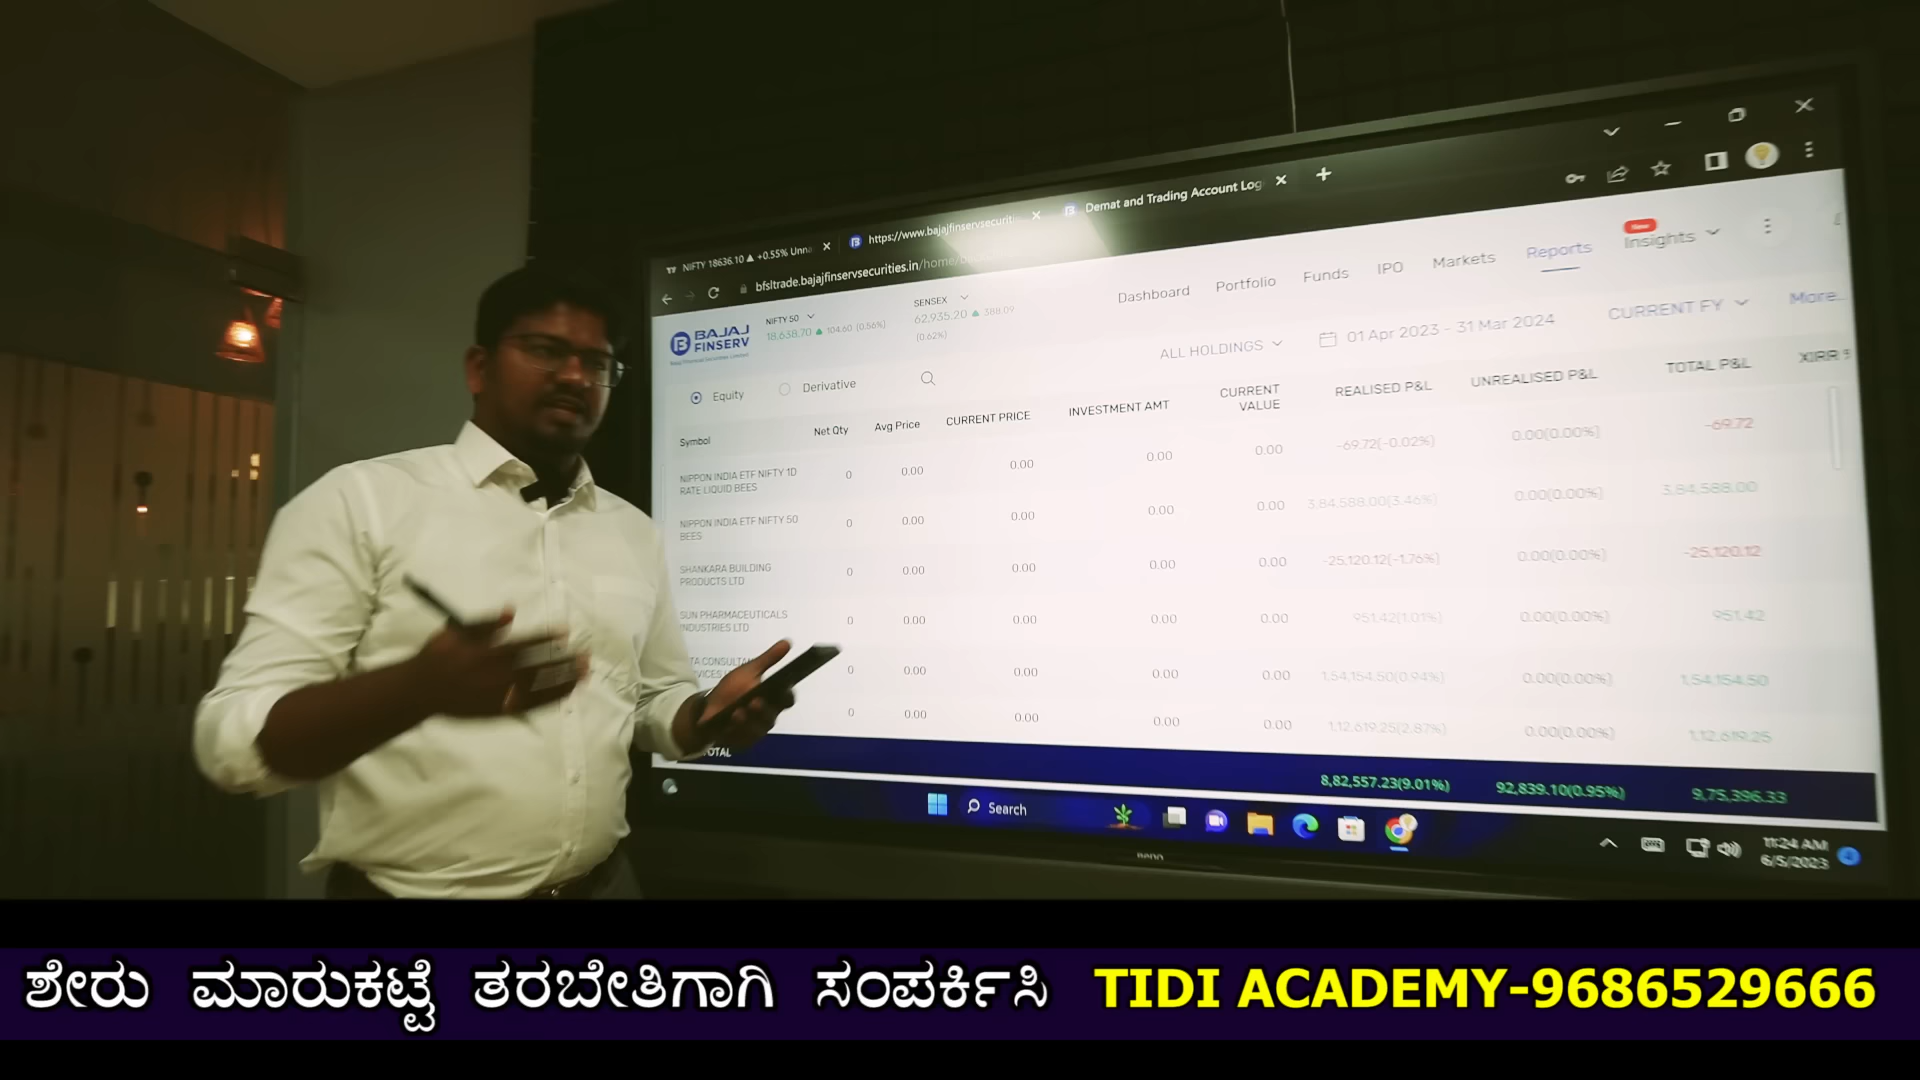 NIFTY 18636.10 ▲ +0.55% Unna
https://www.bajajfinservsecuriti
Demat and Trading Account Log
bfsltrade.bajajfinservsecurities.in/home/
BAJAJ FINSERV
NIFTY 50
18,638.70 ▲ 104.60 (0.56%)
SENSEX
62,935.20 ▲ 388.09
(0.62%)
Dashboard Portfolio Funds IPO Markets Reports Insights
New
ALL HOLDINGS 01 Apr 2023 - 31 Mar 2024 CURRENT FY More..
Equity Derivative
Symbol Net Qty Avg Price CURRENT PRICE INVESTMENT AMT CURRENT VALUE REALISED P&L UNREALISED P&L TOTAL P&L XIRR %
NIPPON INDIA ETF NIFTY 1D RATE LIQUID BEES 0 0.00 0.00 0.00 0.00 -69.72(-0.02%) 0.00(0.00%) -69.72
NIPPON INDIA ETF NIFTY 50 BEES 0 0.00 0.00 0.00 0.00 3,84,588.00(3.46%) 0.00(0.00%) 3,84,588.00
SHANKARA BUILDING PRODUCTS LTD 0 0.00 0.00 0.00 0.00 -25,120.12(-1.76%) 0.00(0.00%) -25,120.12
SUN PHARMACEUTICALS INDUSTRIES LTD 0 0.00 0.00 0.00 0.00 951.42(1.01%) 0.00(0.00%) 951.42
TA CONSULTAN VICES 0 0.00 0.00 0.00 0.00 1,54,154.50(0.94%) 0.00(0.00%) 1,54,154.50
0 0.00 0.00 0.00 0.00 1,12,619.25(2.87%) 0.00(0.00%) 1,12,619.25
OTAL 8,82,557.23(9.01%) 92,839.10(0.95%) 9,75,396.33
Search
11:24 AM
6/5/2023
BenQ
ಶೇರು ಮಾರುಕಟ್ಟೆ ತರಬೇತಿಗಾಗಿ ಸಂಪರ್ಕಿಸಿ TIDI ACADEMY-9686529666